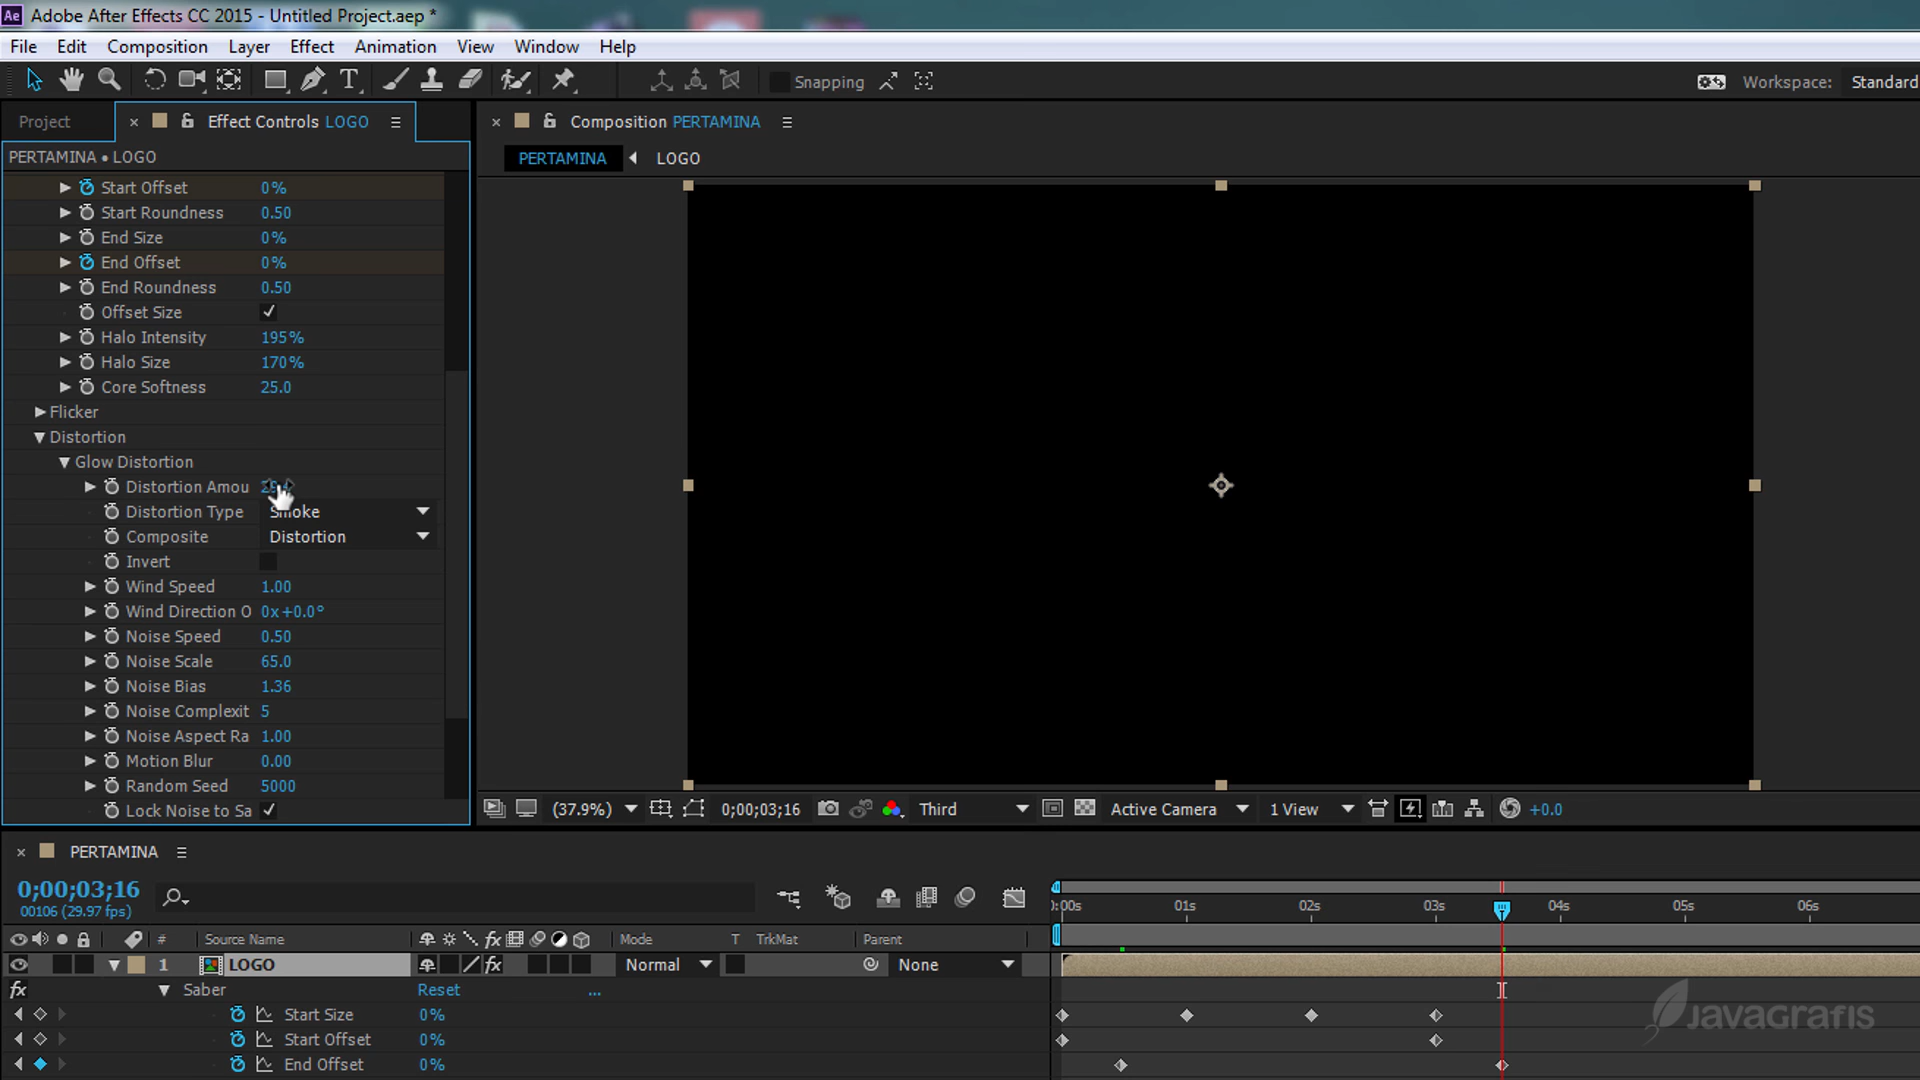 Adobe After Effects CC 2015 - Untitled Project.aep *
File Edit Composition Layer Effect Animation View Window Help
Snapping Workspace: Standard
Project Effect Controls LOGO Composition PERTAMINA
PERTAMINA • LOGO PERTAMINA LOGO
Start Offset 0 %
Start Roundness 0.50
End Size 0 %
End Offset 0 %
End Roundness 0.50
Offset Size
Halo Intensity 195%
Halo Size 170%
Core Softness 25.0
Flicker
Distortion
Glow Distortion
Distortion Amou
Distortion Type Smoke
Composite Distortion
Invert
Wind Speed 1.00
Wind Direction O 0x+0.0°
Noise Speed 0.50
Noise Scale 65.0
Noise Bias 1.36
Noise Complexit 5
Noise Aspect Ra 1.00
Motion Blur 0.00
Random Seed 5000
Lock Noise to Sa
(37.9%) 0;00;03;16 Third Active Camera 1 View +0.0
PERTAMINA
0;00;03;16
00106 (29.97 fps)
):00s 01s 02s 03s 04s 05s 06s
# Source Name fx Mode T TrkMat Parent
1 LOGO fx Normal None
fx Saber Reset ...
Start Size 0 %
Start Offset 0 %
End Offset 0 %
JAVAGRAFIS